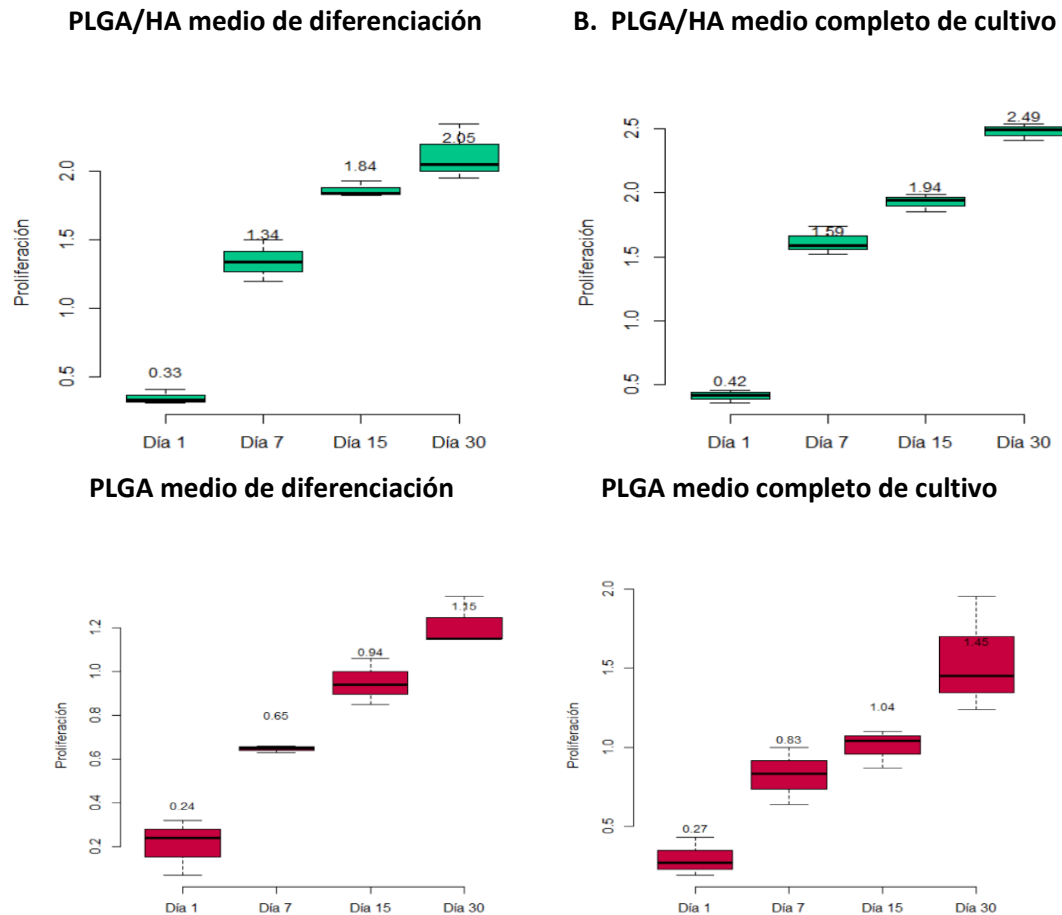 PLGA/HA medio de diferenciación
B. PLGA/HA medio completo de cultivo
Proliferación
0.5
1.0
1.5
2.0
0.33
1.34
1.84
2.05
Día 1
Día 7
Día 15
Día 30
Proliferación
0.5
1.0
1.5
2.0
2.5
0.42
1.59
1.94
2.49
Día 1
Día 7
Día 15
Día 30
PLGA medio de diferenciación
PLGA medio completo de cultivo
Proliferación
0.2
0.4
0.6
0.8
1.0
1.2
0.24
0.65
0.94
1.15
Día 1
Día 7
Día 15
Día 30
Proliferación
0.5
1.0
1.5
2.0
0.27
0.83
1.04
1.45
Día 1
Día 7
Día 15
Día 30